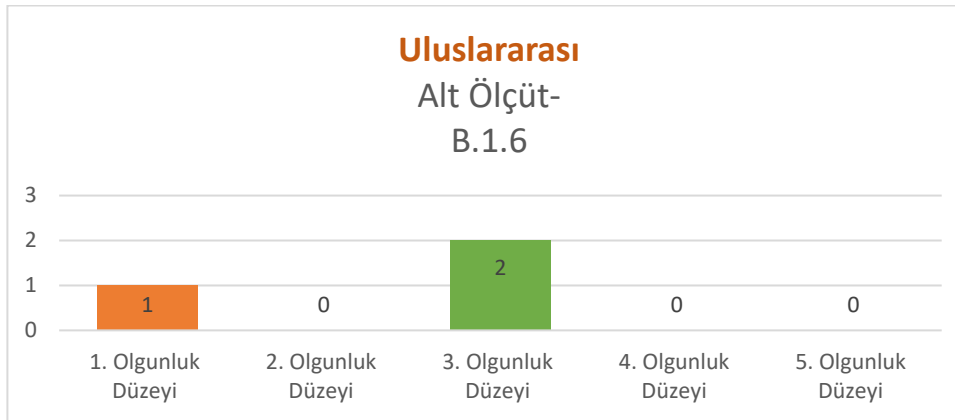 Uluslararası
Alt Ölçüt-
B.1.6
3
2
1
0
1
0
2
0
0
1. Olgunluk
Düzeyi
2. Olgunluk
Düzeyi
3. Olgunluk
Düzeyi
4. Olgunluk
Düzeyi
5. Olgunluk
Düzeyi